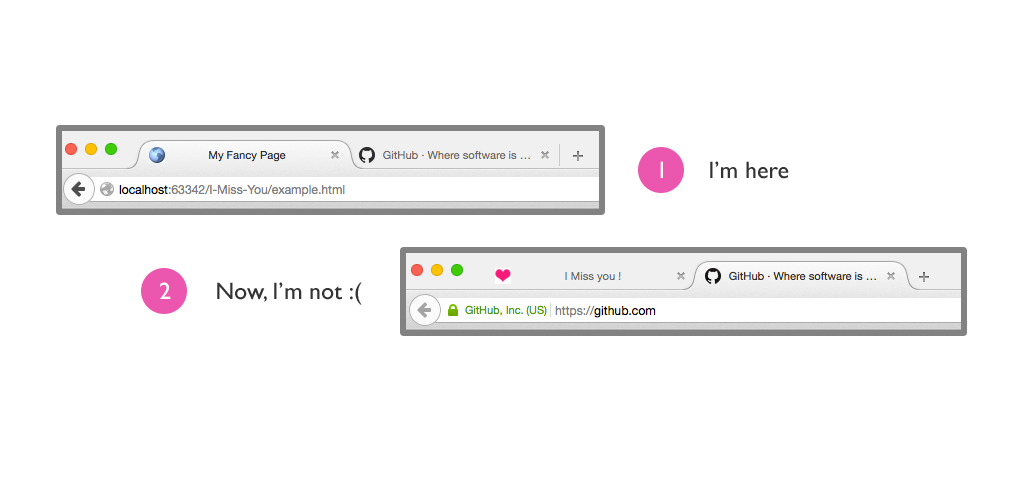 My Fancy Page
GitHub · Where software is ...
localhost:63342/I-Miss-You/example.html
1
I'm here
2
Now, I'm not :(
I Miss you !
GitHub · Where software is ...
GitHub, Inc. (US)
https://github.com